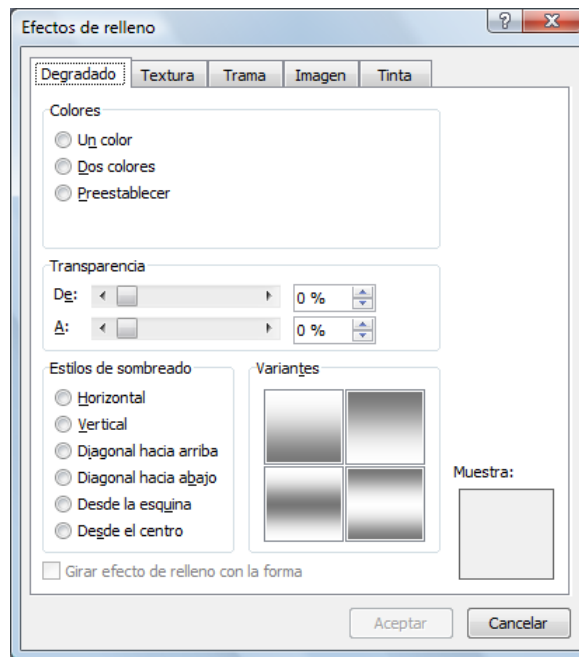 Efectos de relleno
Degradado Textura Trama Imagen Tinta
Colores
Un color
Dos colores
Preestablecer
Transparencia
De: 0 %
A: 0 %
Estilos de sombreado Variantes
Horizontal
Vertical
Diagonal hacia arriba
Diagonal hacia abajo
Desde la esquina
Desde el centro
Muestra:
Girar efecto de relleno con la forma
Aceptar Cancelar